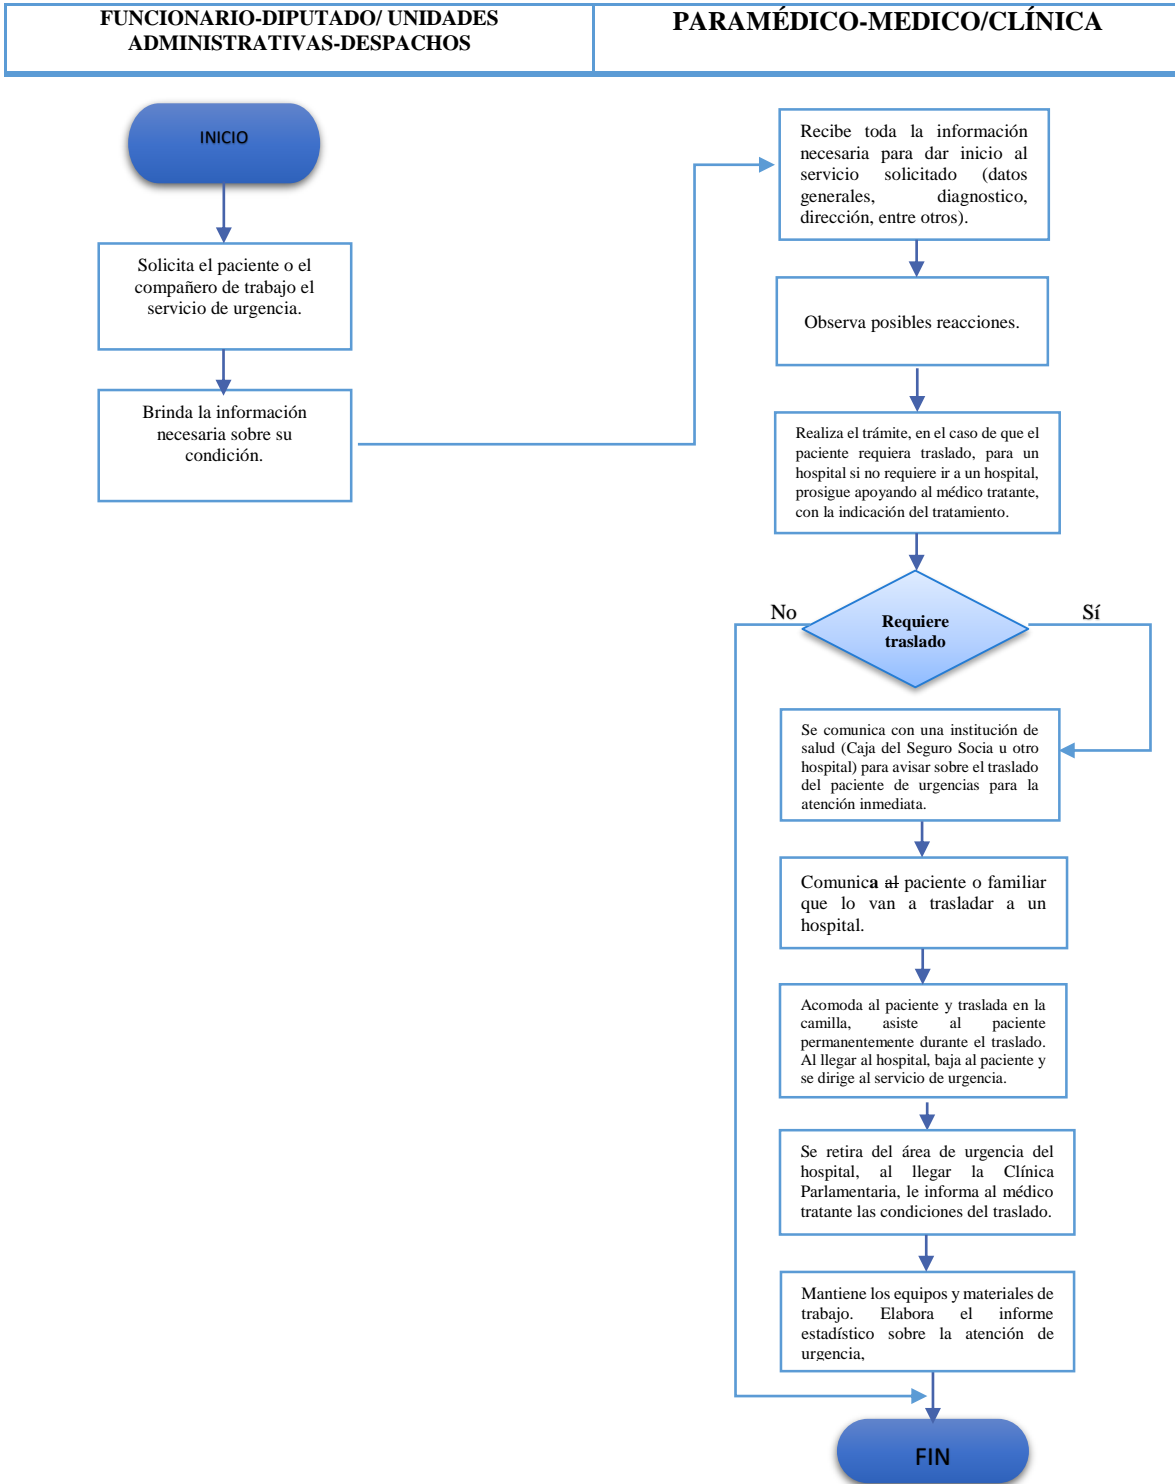 FUNCIONARIO-DIPUTADO/ UNIDADES
ADMINISTRATIVAS-DESPACHOS
PARAMÉDICO-MEDICO/CLÍNICA
INICIO
Solicita el paciente o el
compañero de trabajo el
servicio de urgencia.
Brinda la información
necesaria sobre su
condición.
Recibe toda la información
necesaria para dar inicio al
servicio solicitado (datos
generales, diagnostico,
dirección, entre otros).
Observa posibles reacciones.
Realiza el trámite, en el caso de que el
paciente requiera traslado, para un
hospital si no requiere ir a un hospital,
prosigue apoyando al médico tratante,
con la indicación del tratamiento.
No
Requiere
traslado
Sí
Se comunica con una institución de
salud (Caja del Seguro Socia u otro
hospital) para avisar sobre el traslado
del paciente de urgencias para la
atención inmediata.
Comunica al paciente o familiar
que lo van a trasladar a un
hospital.
Acomoda al paciente y traslada en la
camilla, asiste al paciente
permanentemente durante el traslado.
Al llegar al hospital, baja al paciente y
se dirige al servicio de urgencia.
Se retira del área de urgencia del
hospital, al llegar la Clínica
Parlamentaria, le informa al médico
tratante las condiciones del traslado.
Mantiene los equipos y materiales de
trabajo. Elabora el informe
estadístico sobre la atención de
urgencia,
FIN